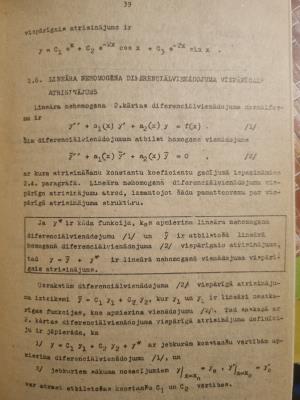 39
vispārīgais atrisinājums ir
y = C₁ eˣ + C₂ e⁻²ˣ cos x + C₃ e⁻²ˣ sin x .
2.6. LINEĀRA NEHOMOGĒNA DIFERENCIĀLVIENĀDOJUMA VISPĀRĪGAIS
ATRISINĀJUMS
Lineāra nehomogēna 2.kārtas diferenciālvienādojuma
ir
y'' + a₁(x) y' + a₂(x) y = f(x) . /1/
Šim diferenciālvienādojumam atbilst homogēns vienādojums
ỹ'' + a₁(x) ỹ' + a₂(x) ỹ = 0 , /2/
ar kura atrisināšanu konstantu koeficientu gadījumā iepazināmies
2.4. paragrāfā. Lineāra nehomogēna diferenciālvienādojuma vis-
pārīgo atrisinājumu atrod, izmantojot šādu pamatteorēmu par vis-
pārīgā atrisinājuma struktūru.
Ja y* ir kāda funkcija, kas apmierina lineāru nehomogēnu
diferenciālvienādojumu /1/ un ỹ ir atbilstošā lineārā
homogēnā diferenciālvienādojuma /2/ vispārīgais atrisinājums,
tad y = ỹ + y* ir lineārā nehomogēnā vienādojuma vispārī-
gais atrisinājums.
Uzrakstām diferenciālvienādojuma /2/ vispārīgā atrisināju-
ma izteiksmi ỹ = C₁ y₁ + C₂ y₂, kur y₁ un y₂ ir lineāri neatka-
rīgas funkcijas, kas apmierina vienādojumu /2/. Tad saskaņā ar
2. kārtas diferenciālvienādojuma vispārīgā atrisinājuma definīci-
ju ir jāpierāda, ka
1/ y = C₁ y₁ + C₂ y₂ + y* ar jebkurām konstanšu vērtībām ap-
mierina diferenciālvienādojumu /1/, un
2/ jebkuriem sākuma nosacījumiem y|ₓ₌ₓ₀ = y₀ , y'|ₓ₌ₓ₀ = y'₀
var atrast atbilstošas konstanšu C₁ un C₂ vērtības.